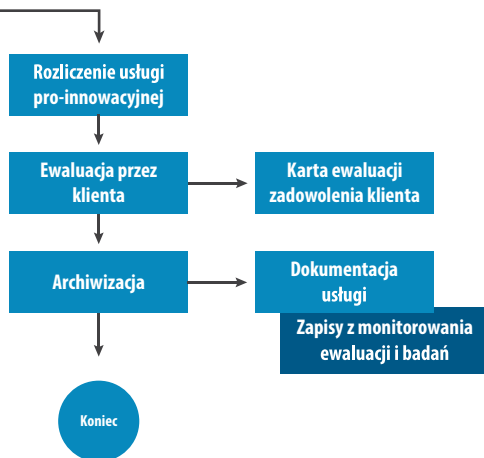 Rozliczenie usługi
pro-innowacyjnej
Ewaluacja przez
klienta
Karta ewaluacji
zadowolenia klienta
Archiwizacja
Dokumentacja
usługi
Zapisy z monitorowania
ewaluacji i badań
Koniec